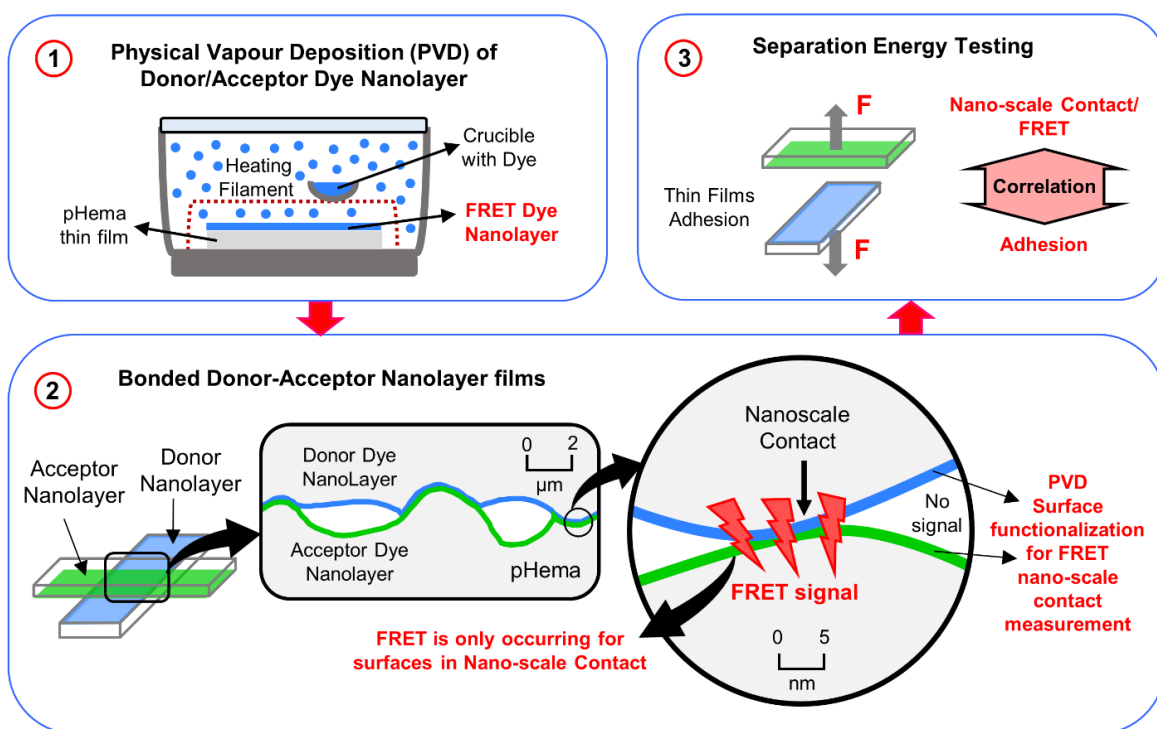 1
Physical Vapour Deposition (PVD) of
Donor/Acceptor Dye Nanolayer
Crucible
with Dye
Heating
Filament
pHema
thin film
FRET Dye
Nanolayer
3
Separation Energy Testing
F
Thin Films
Adhesion
F
Nano-scale Contact/
FRET
Correlation
Adhesion
2
Bonded Donor-Acceptor Nanolayer films
Acceptor
Nanolayer
Donor
Nanolayer
Donor Dye
NanoLayer
0 2
µm
Acceptor Dye
Nanolayer
pHema
Nanoscale
Contact
No
signal
FRET signal
0 5
nm
FRET is only occurring for
surfaces in Nano-scale Contact
PVD
Surface
functionalization
for FRET
nano-scale
contact
measurement